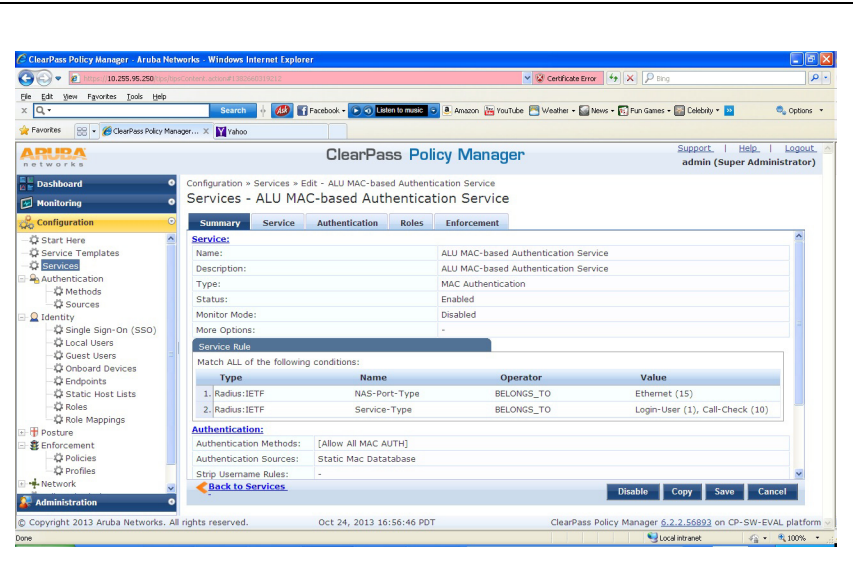 ClearPass Policy Manager - Aruba Networks - Windows Internet Explorer
10.255.95.250
Certificate Error
Bing
File Edit View Favorites Tools Help
Search Facebook Listen to music Amazon YouTube Weather News Fun Games Celebrity Options
Favorites ClearPass Policy Manager... Yahoo
ARUBA
networks
ClearPass Policy Manager
Support | Help | Logout
admin (Super Administrator)
Dashboard
Monitoring
Configuration
Start Here
Service Templates
Services
Authentication
Methods
Sources
Identity
Single Sign-On (SSO)
Local Users
Guest Users
Onboard Devices
Endpoints
Static Host Lists
Roles
Role Mappings
Posture
Enforcement
Policies
Profiles
Network
Administration
Configuration » Services » Edit - ALU MAC-based Authentication Service
Services - ALU MAC-based Authentication Service
Summary Service Authentication Roles Enforcement
Service:
Name: ALU MAC-based Authentication Service
Description: ALU MAC-based Authentication Service
Type: MAC Authentication
Status: Enabled
Monitor Mode: Disabled
More Options: -
Service Rule
Match ALL of the following conditions:
Type Name Operator Value
1. Radius:IETF NAS-Port-Type BELONGS_TO Ethernet (15)
2. Radius:IETF Service-Type BELONGS_TO Login-User (1), Call-Check (10)
Authentication:
Authentication Methods: [Allow All MAC AUTH]
Authentication Sources: Static Mac Datatabase
Strip Username Rules: -
Back to Services
Disable Copy Save Cancel
© Copyright 2013 Aruba Networks. All rights reserved. Oct 24, 2013 16:56:46 PDT ClearPass Policy Manager 6.2.2.56893 on CP-SW-EVAL platform
Done Local intranet 100%